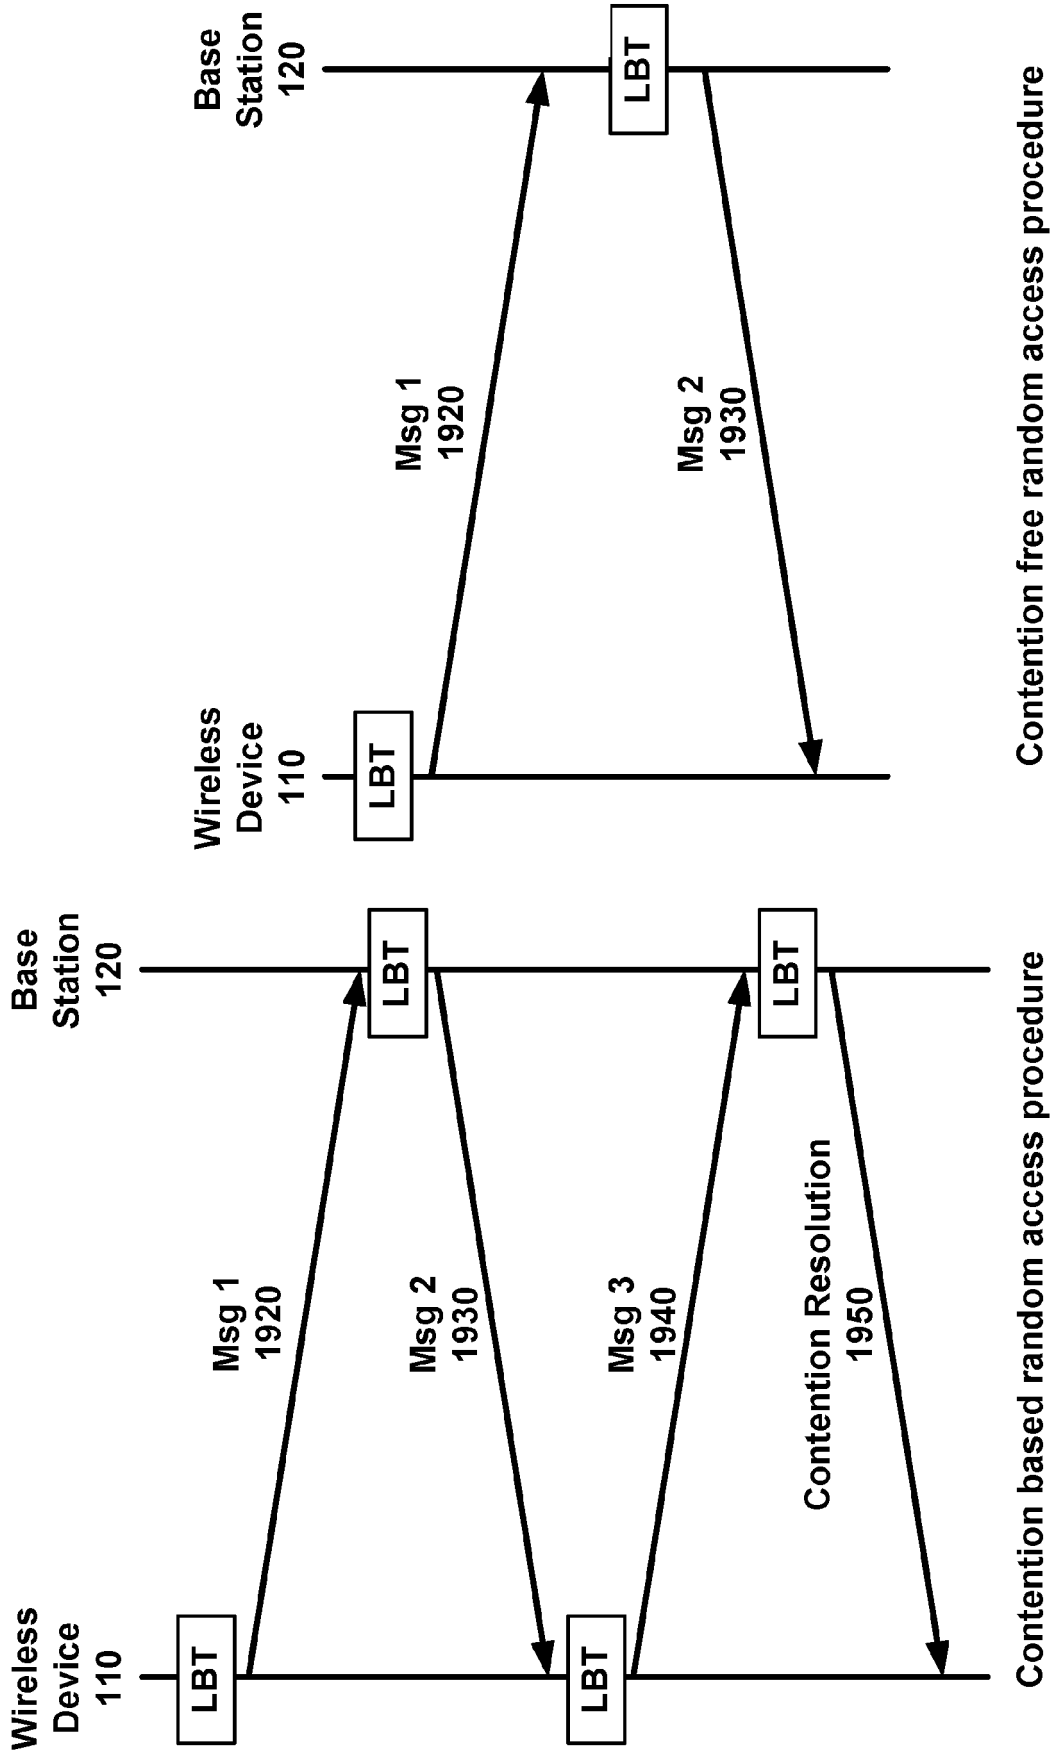 Wireless
Device
110
Base
Station
120
LBT
Msg 1
1920
LBT
Msg 2
1930
LBT
Msg 3
1940
LBT
Contention Resolution
1950
Contention based random access procedure
Wireless
Device
110
Base
Station
120
LBT
Msg 1
1920
LBT
Msg 2
1930
Contention free random access procedure